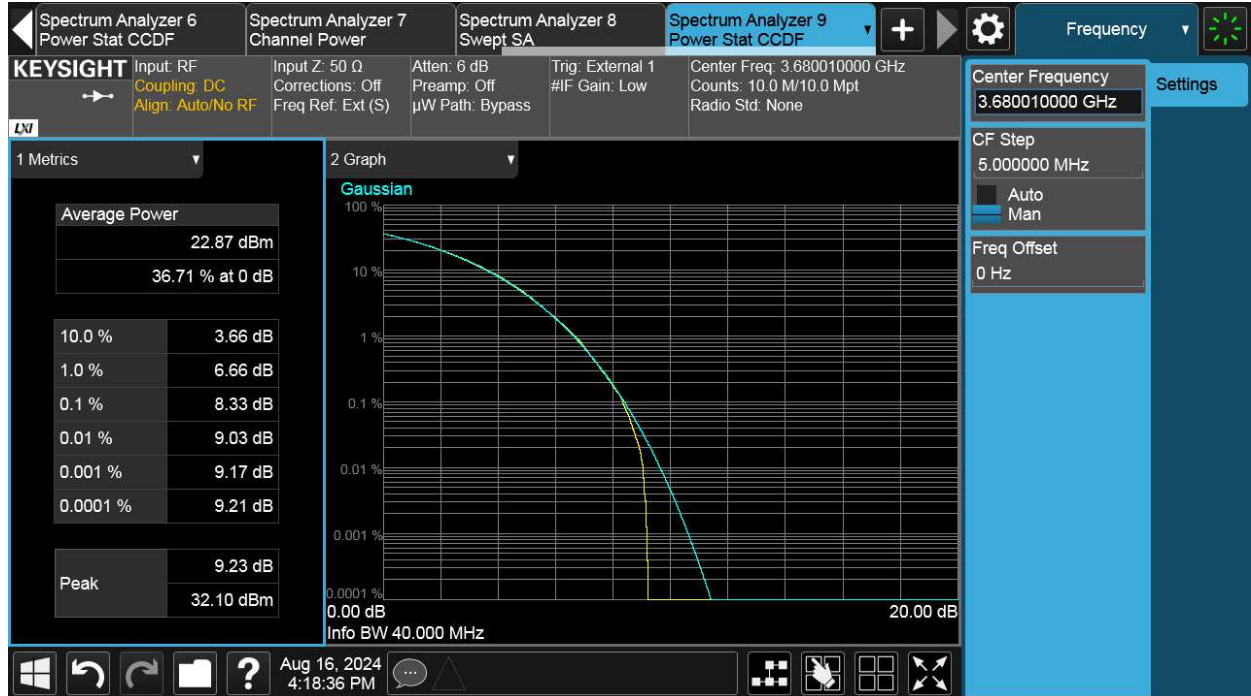 Spectrum Analyzer 6
Power Stat CCDF
Spectrum Analyzer 7
Channel Power
Spectrum Analyzer 8
Swept SA
Spectrum Analyzer 9
Power Stat CCDF
Frequency
KEYSIGHT
LXI
Input: RF
Coupling: DC
Align: Auto/No RF
Input Z: 50 Ω
Corrections: Off
Freq Ref: Ext (S)
Atten: 6 dB
Preamp: Off
µW Path: Bypass
Trig: External 1
#IF Gain: Low
Center Freq: 3.680010000 GHz
Counts: 10.0 M/10.0 Mpt
Radio Std: None
Center Frequency
3.680010000 GHz
Settings
CF Step
5.000000 MHz
Auto
Man
Freq Offset
0 Hz
1 Metrics
Average Power
22.87 dBm
36.71 % at 0 dB
10.0 % 3.66 dB
1.0 % 6.66 dB
0.1 % 8.33 dB
0.01 % 9.03 dB
0.001 % 9.17 dB
0.0001 % 9.21 dB
Peak
9.23 dB
32.10 dBm
2 Graph
Gaussian
100 %
10 %
1 %
0.1 %
0.01 %
0.001 %
0.0001 %
0.00 dB 20.00 dB
Info BW 40.000 MHz
?
Aug 16, 2024
4:18:36 PM